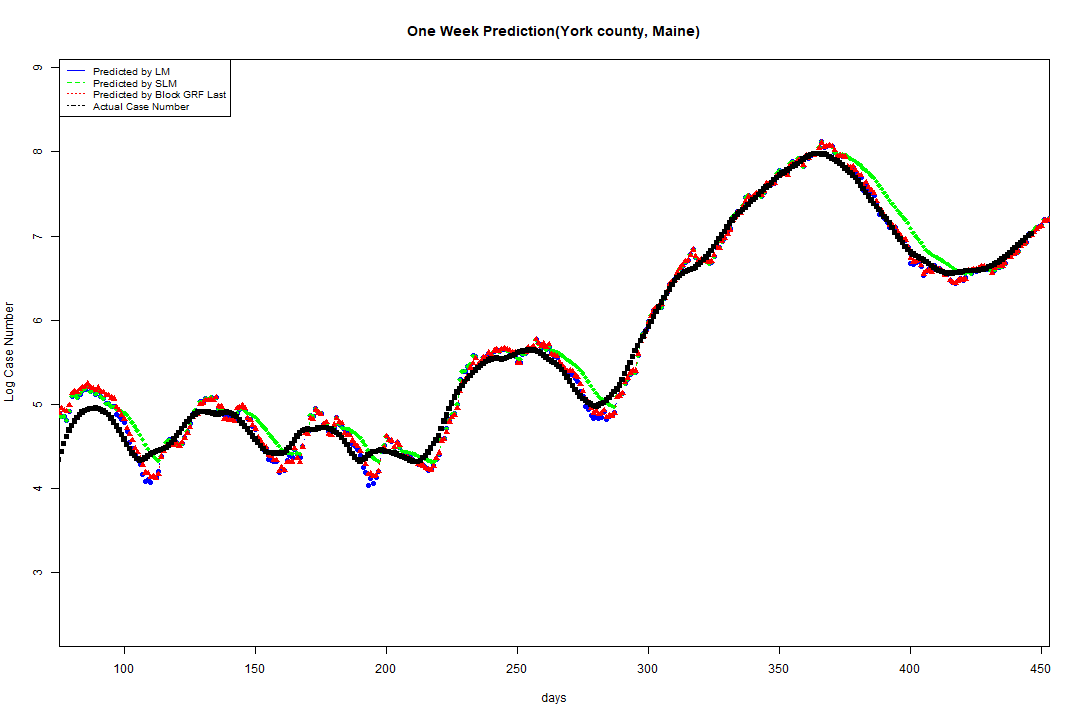 One Week Prediction(York county, Maine)
Predicted by LM
Predicted by SLM
Predicted by Block GRF Last
Actual Case Number
Log Case Number
9
8
7
6
5
4
3
100 150 200 250 300 350 400 450
days